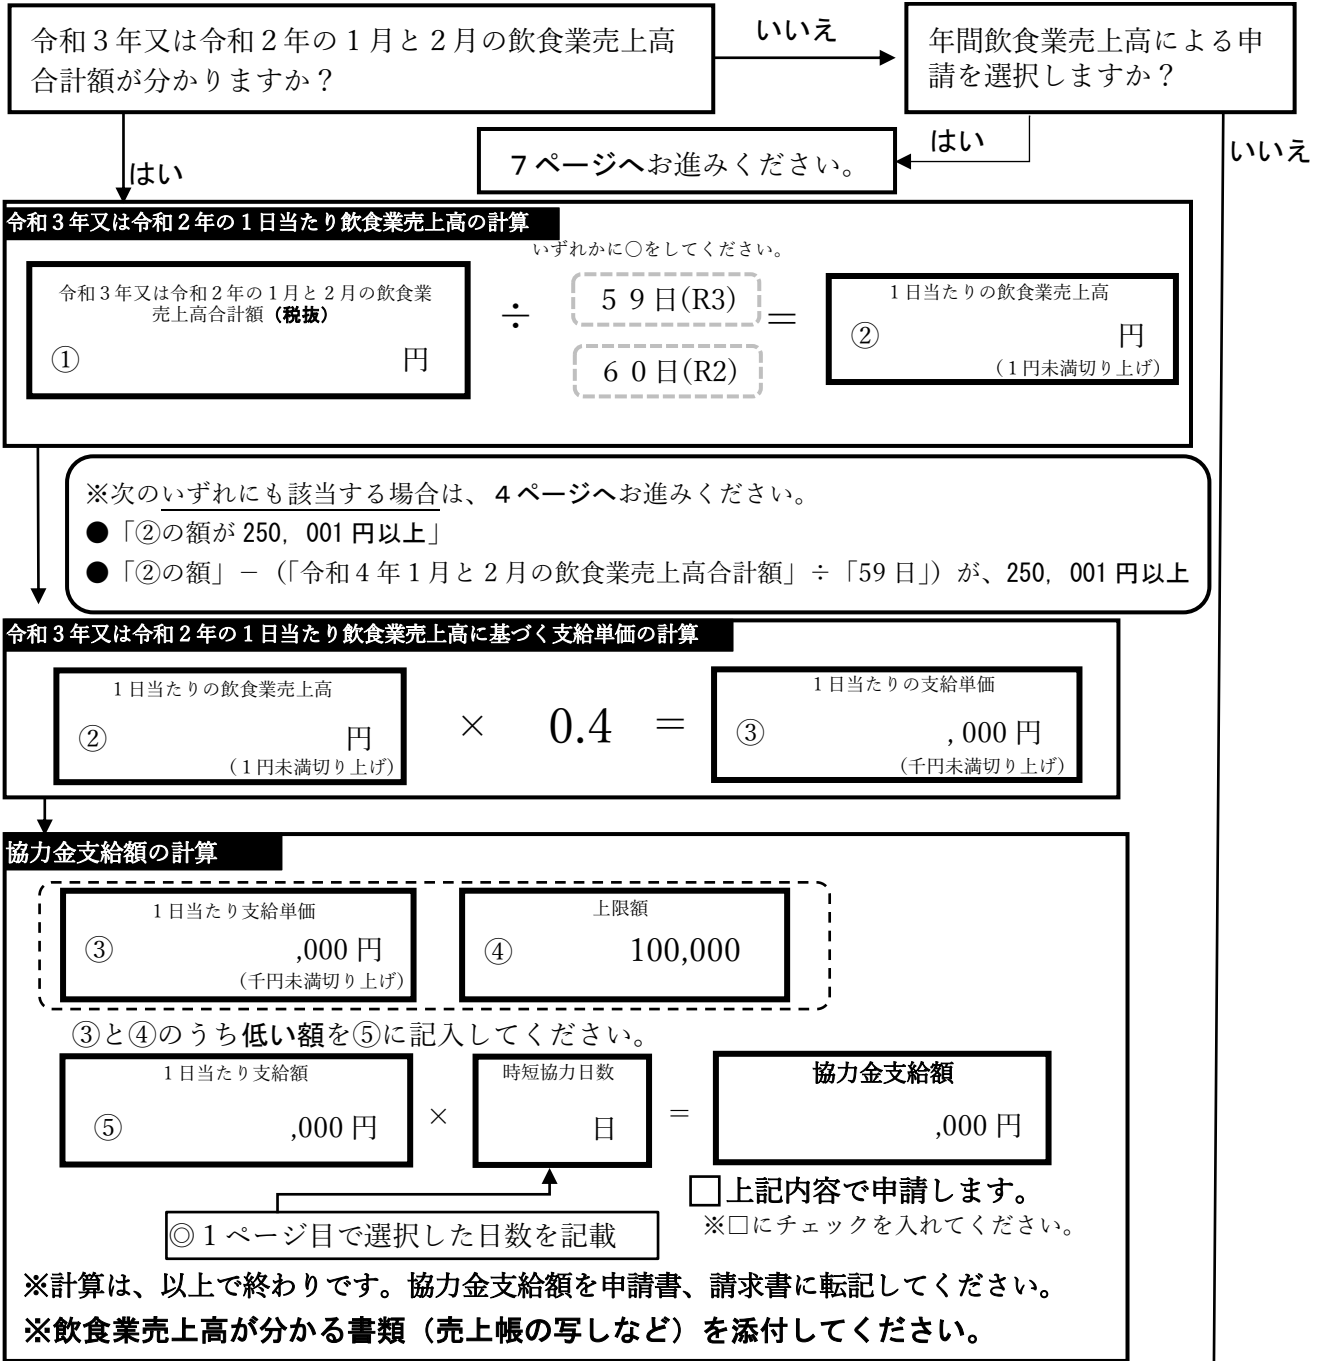 令和３年又は令和２年の１月と２月の飲食業売上高
合計額が分かりますか？
いいえ
年間飲食業売上高による申
請を選択しますか？
はい
７ページへお進みください。
はい
いいえ
令和３年又は令和２年の１日当たり飲食業売上高の計算
いずれかに○をしてください。
令和３年又は令和２年の１月と２月の飲食業
売上高合計額（税抜）
① 円
÷
５９日(R3)
６０日(R2)
＝
１日当たりの飲食業売上高
② 円
（１円未満切り上げ）
※次のいずれにも該当する場合は、４ページへお進みください。
●「②の額が 250，001 円以上」
●「②の額」－（「令和４年１月と２月の飲食業売上高合計額」÷「59 日」）が、250，001 円以上
令和３年又は令和２年の１日当たり飲食業売上高に基づく支給単価の計算
１日当たりの飲食業売上高
② 円
（１円未満切り上げ）
× 0.4 ＝
１日当たりの支給単価
③ ，000 円
（千円未満切り上げ）
協力金支給額の計算
１日当たり支給単価
③ ,000 円
（千円未満切り上げ）
上限額
④ 100,000
③と④のうち低い額を⑤に記入してください。
１日当たり支給額
⑤ ,000 円
×
時短協力日数
日
＝
協力金支給額
,000 円
□上記内容で申請します。
※□にチェックを入れてください。
◎１ページ目で選択した日数を記載
※計算は、以上で終わりです。協力金支給額を申請書、請求書に転記してください。
※飲食業売上高が分かる書類（売上帳の写しなど）を添付してください。